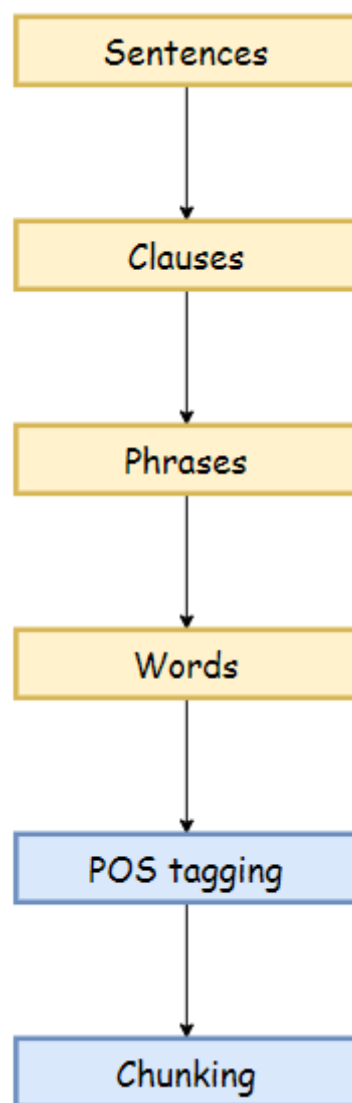 Sentences
Clauses
Phrases
Words
POS tagging
Chunking